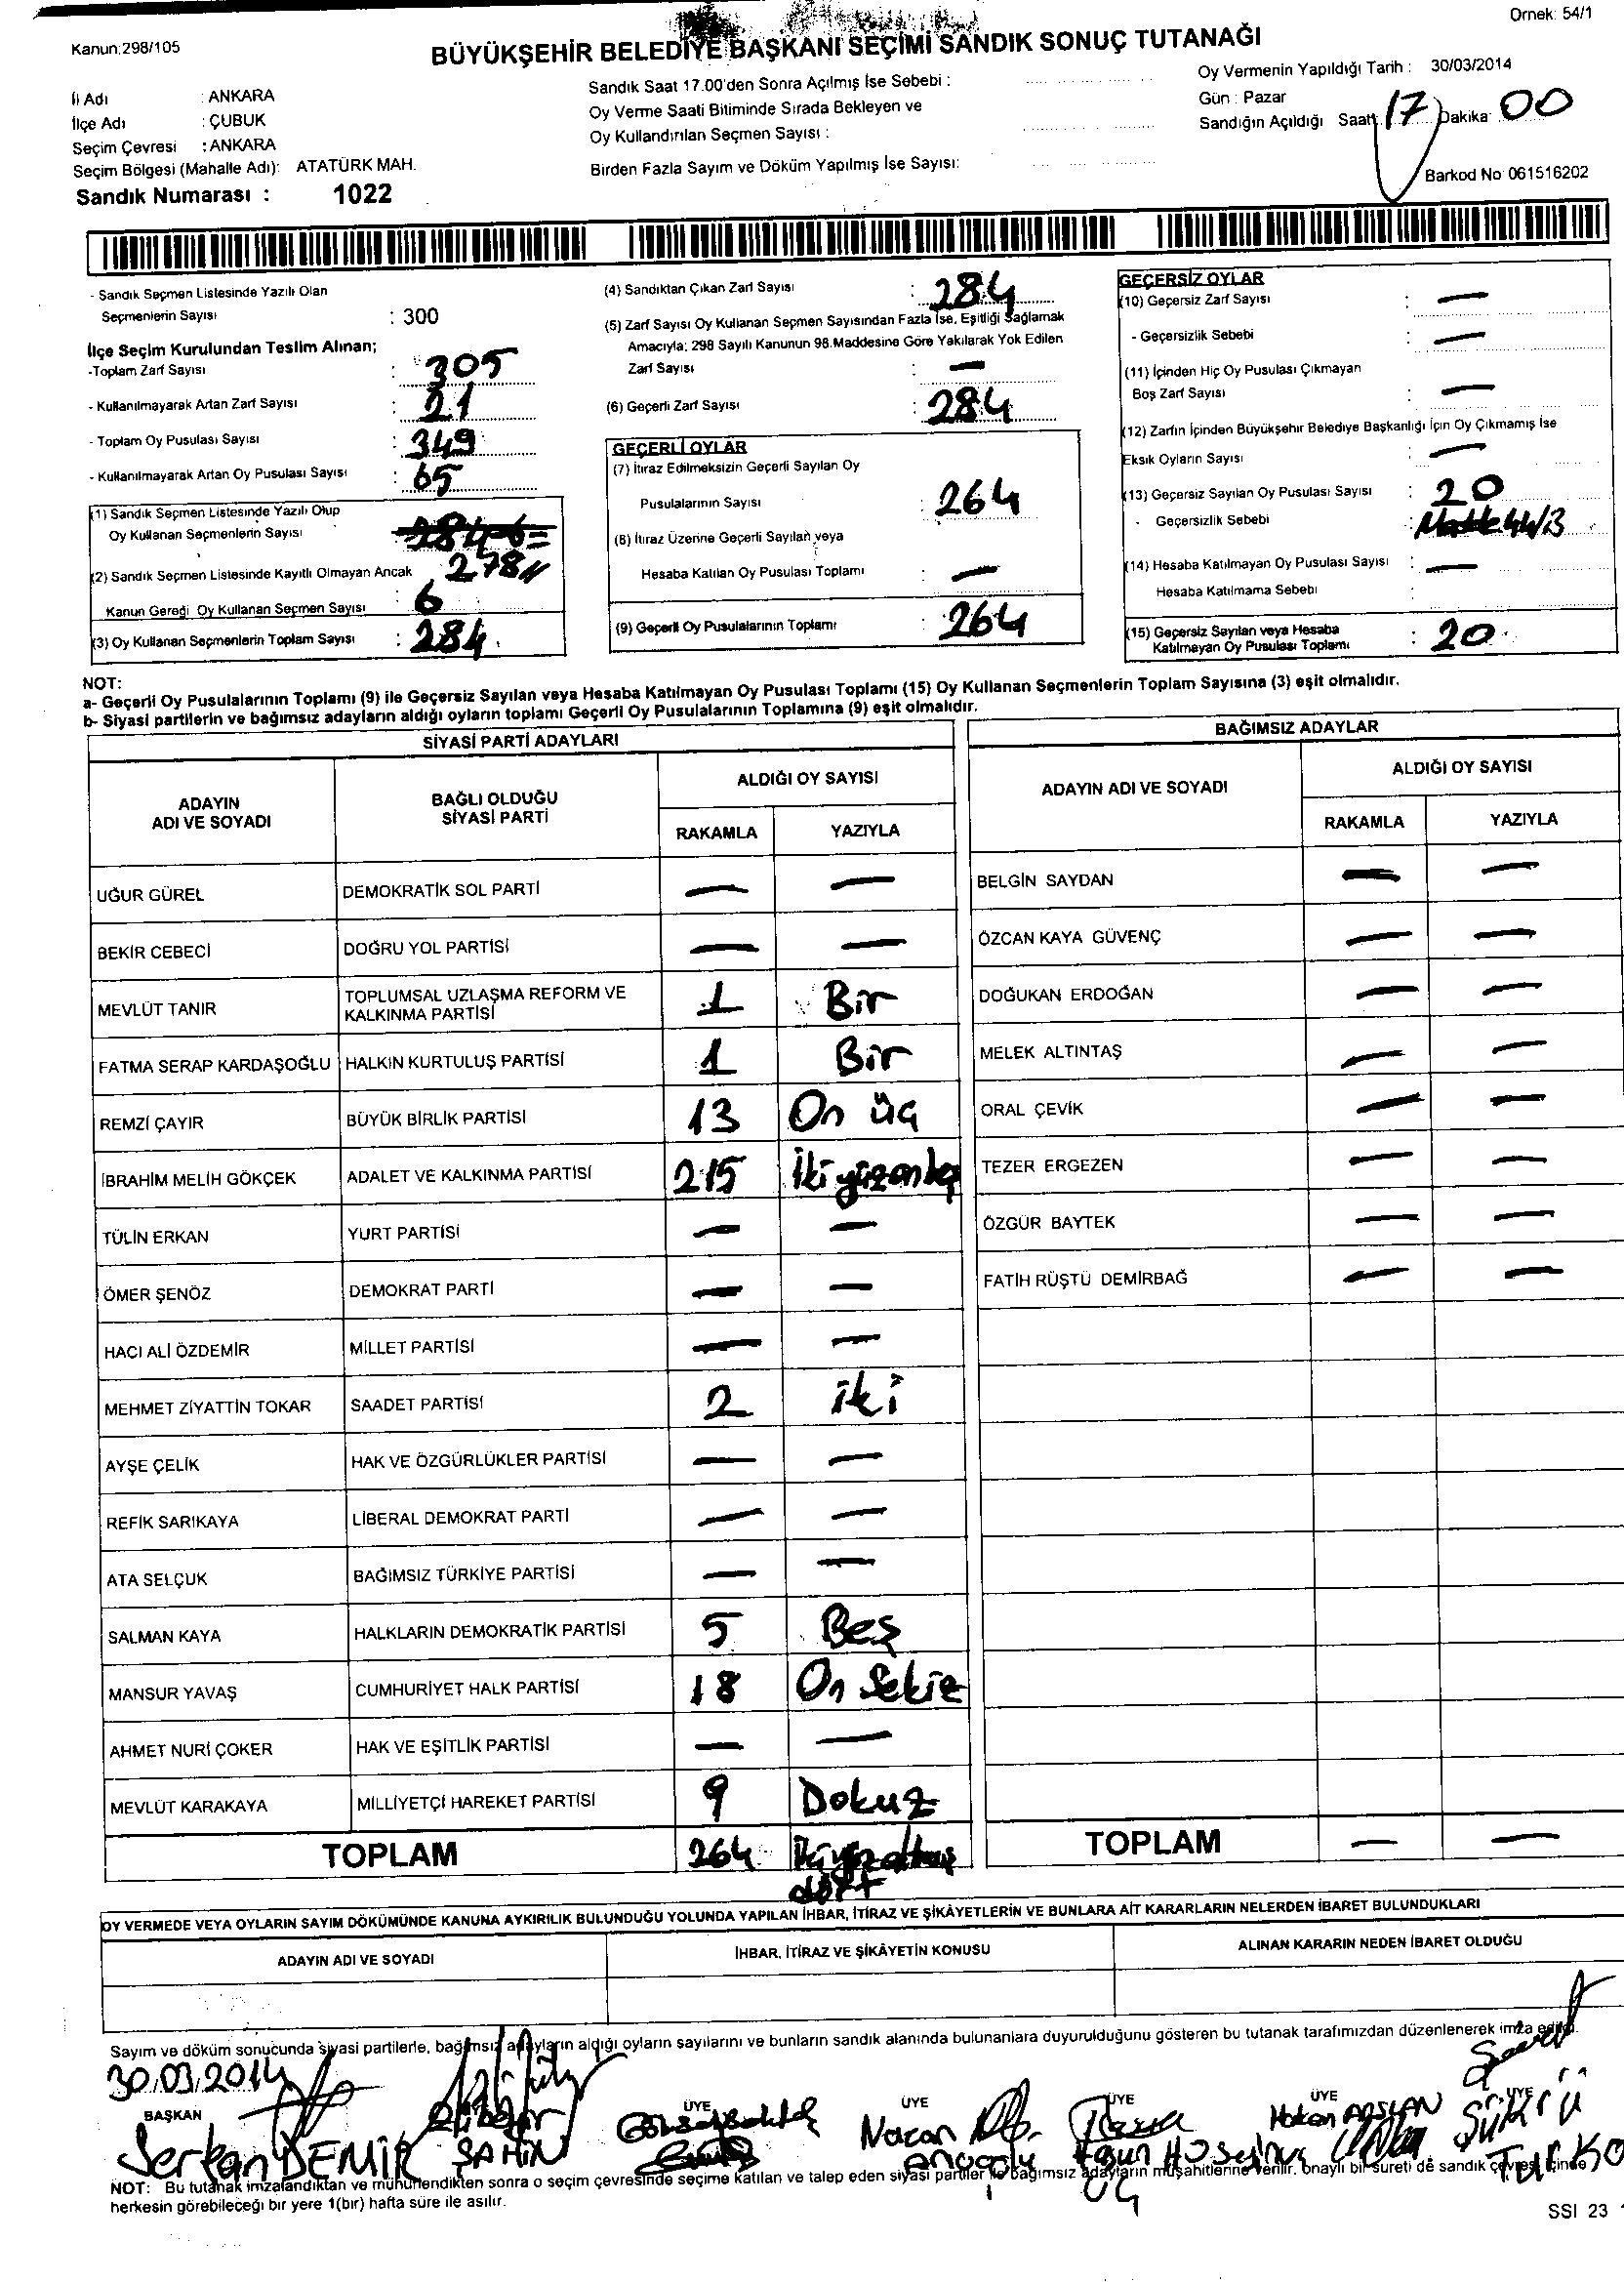 Örnek: 54/1
Kanun:298/105
BÜYÜKŞEHİR BELEDİYE BAŞKANI SEÇİMİ SANDIK SONUÇ TUTANAĞI
İl Adı : ANKARA
İlçe Adı : ÇUBUK
Seçim Çevresi : ANKARA
Seçim Bölgesi (Mahalle Adı): ATATÜRK MAH.
Sandık Numarası : 1022
Sandık Saat 17.00'den Sonra Açılmış İse Sebebi :
Oy Verme Saati Bitiminde Sırada Bekleyen ve
Oy Kullandırılan Seçmen Sayısı :
Birden Fazla Sayım ve Döküm Yapılmış İse Sayısı:
Oy Vermenin Yapıldığı Tarih : 30/03/2014
Gün : Pazar
Sandığın Açıldığı Saat: 17 Dakika: 00
Barkod No 061516202
- Sandık Seçmen Listesinde Yazılı Olan
Seçmenlerin Sayısı : 300
İlçe Seçim Kurulundan Teslim Alınan;
-Toplam Zarf Sayısı : 305
- Kullanılmayarak Artan Zarf Sayısı : 21
- Toplam Oy Pusulası Sayısı : 349
- Kullanılmayarak Artan Oy Pusulası Sayısı : 65
(1) Sandık Seçmen Listesinde Yazılı Olup
Oy Kullanan Seçmenlerin Sayısı
278
(2) Sandık Seçmen Listesinde Kayıtlı Olmayan Ancak
Kanun Gereği Oy Kullanan Seçmen Sayısı : 6
(3) Oy Kullanan Seçmenlerin Toplam Sayısı : 284
(4) Sandıktan Çıkan Zarf Sayısı : 284
(5) Zarf Sayısı Oy Kullanan Seçmen Sayısından Fazla İse, Eşitliği Sağlamak
Amacıyla; 298 Sayılı Kanunun 98.Maddesine Göre Yakılarak Yok Edilen
Zarf Sayısı : —
(6) Geçerli Zarf Sayısı : 284
GEÇERLİ OYLAR
(7) İtiraz Edilmeksizin Geçerli Sayılan Oy
Pusulalarının Sayısı : 264
(8) İtiraz Üzerine Geçerli Sayılan veya
Hesaba Katılan Oy Pusulası Toplamı : —
(9) Geçerli Oy Pusulalarının Toplamı : 264
GEÇERSİZ OYLAR
(10) Geçersiz Zarf Sayısı : —
- Geçersizlik Sebebi : —
(11) İçinden Hiç Oy Pusulası Çıkmayan
Boş Zarf Sayısı : —
(12) Zarfın İçinden Büyükşehir Belediye Başkanlığı İçin Oy Çıkmamış İse
Eksik Oyların Sayısı : —
(13) Geçersiz Sayılan Oy Pusulası Sayısı : 20
- Geçersizlik Sebebi : Madde 44/B
(14) Hesaba Katılmayan Oy Pusulası Sayısı : —
Hesaba Katılmama Sebebi :
(15) Geçersiz Sayılan veya Hesaba
Katılmayan Oy Pusulası Toplamı : 20
NOT:
a- Geçerli Oy Pusulalarının Toplamı (9) ile Geçersiz Sayılan veya Hesaba Katılmayan Oy Pusulası Toplamı (15) Oy Kullanan Seçmenlerin Toplam Sayısına (3) eşit olmalıdır.
b- Siyasi partilerin ve bağımsız adayların aldığı oyların toplamı Geçerli Oy Pusulalarının Toplamına (9) eşit olmalıdır.
SİYASİ PARTİ ADAYLARI
ADAYIN ADI VE SOYADI BAĞLI OLDUĞU SİYASİ PARTİ ALDIĞI OY SAYISI
RAKAMLA YAZIYLA
UĞUR GÜREL DEMOKRATİK SOL PARTİ — —
BEKİR CEBECİ DOĞRU YOL PARTİSİ — —
MEVLÜT TANIR TOPLUMSAL UZLAŞMA REFORM VE KALKINMA PARTİSİ 1 Bir
FATMA SERAP KARDAŞOĞLU HALKIN KURTULUŞ PARTİSİ 1 Bir
REMZİ ÇAYIR BÜYÜK BİRLİK PARTİSİ 13 On üç
İBRAHİM MELİH GÖKÇEK ADALET VE KALKINMA PARTİSİ 215 İki yüzonbeş
TÜLİN ERKAN YURT PARTİSİ — —
ÖMER ŞENÖZ DEMOKRAT PARTİ — —
HACI ALİ ÖZDEMİR MİLLET PARTİSİ — —
MEHMET ZİYATTİN TOKAR SAADET PARTİSİ 2 iki
AYŞE ÇELİK HAK VE ÖZGÜRLÜKLER PARTİSİ — —
REFİK SARIKAYA LİBERAL DEMOKRAT PARTİ — —
ATA SELÇUK BAĞIMSIZ TÜRKİYE PARTİSİ — —
SALMAN KAYA HALKLARIN DEMOKRATİK PARTİSİ 5 Beş
MANSUR YAVAŞ CUMHURİYET HALK PARTİSİ 18 On Sekiz
AHMET NURİ ÇOKER HAK VE EŞİTLİK PARTİSİ — —
MEVLÜT KARAKAYA MİLLİYETÇİ HAREKET PARTİSİ 9 Dokuz
TOPLAM 264 İkiyüzaltmış dört
BAĞIMSIZ ADAYLAR
ADAYIN ADI VE SOYADI ALDIĞI OY SAYISI
RAKAMLA YAZIYLA
BELGİN SAYDAN — —
ÖZCAN KAYA GÜVENÇ — —
DOĞUKAN ERDOĞAN — —
MELEK ALTINTAŞ — —
ORAL ÇEVİK — —
TEZER ERGEZEN — —
ÖZGÜR BAYTEK — —
FATİH RÜŞTÜ DEMİRBAĞ — —
TOPLAM — —
OY VERMEDE VEYA OYLARIN SAYIM DÖKÜMÜNDE KANUNA AYKIRILIK BULUNDUĞU YOLUNDA YAPILAN İHBAR, İTİRAZ VE ŞİKÂYETLERİN VE BUNLARA AİT KARARLARIN NELERDEN İBARET BULUNDUKLARI
ADAYIN ADI VE SOYADI İHBAR, İTİRAZ VE ŞİKÂYETİN KONUSU ALINAN KARARIN NEDEN İBARET OLDUĞU
Sayım ve döküm sonucunda siyasi partilerle, bağımsız adayların aldığı oyların sayılarını ve bunların sandık alanında bulunanlara duyurulduğunu gösteren bu tutanak tarafımızdan düzenlenerek imza edildi.
30.03.2014
BAŞKAN ÜYE ÜYE ÜYE ÜYE ÜYE
Serkan DEMİR ŞAHİN Hakan ARSLAN Şükrü
NOT: Bu tutanak imzalandıktan ve mühürlendikten sonra o seçim çevresinde seçime katılan ve talep eden siyasi partiler ile bağımsız adayların müşahitlerine verilir, onaylı bir sureti de sandık çevresi içinde
herkesin görebileceği bir yere 1(bir) hafta süre ile asılır.
SSI 23